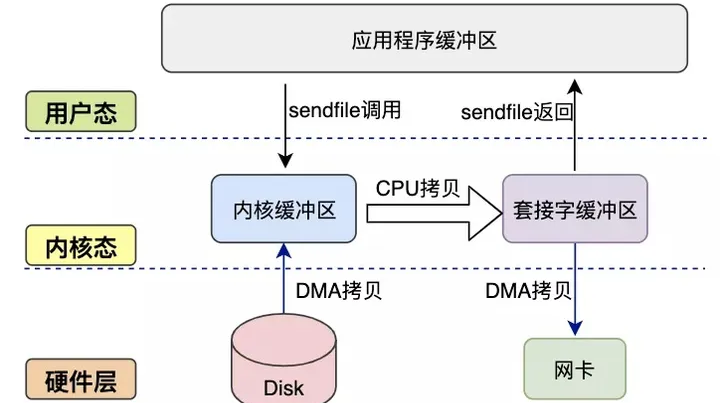 应用程序缓冲区
用户态
sendfile调用
sendfile返回
内核态
内核缓冲区
CPU拷贝
套接字缓冲区
DMA拷贝
DMA拷贝
硬件层
Disk
网卡